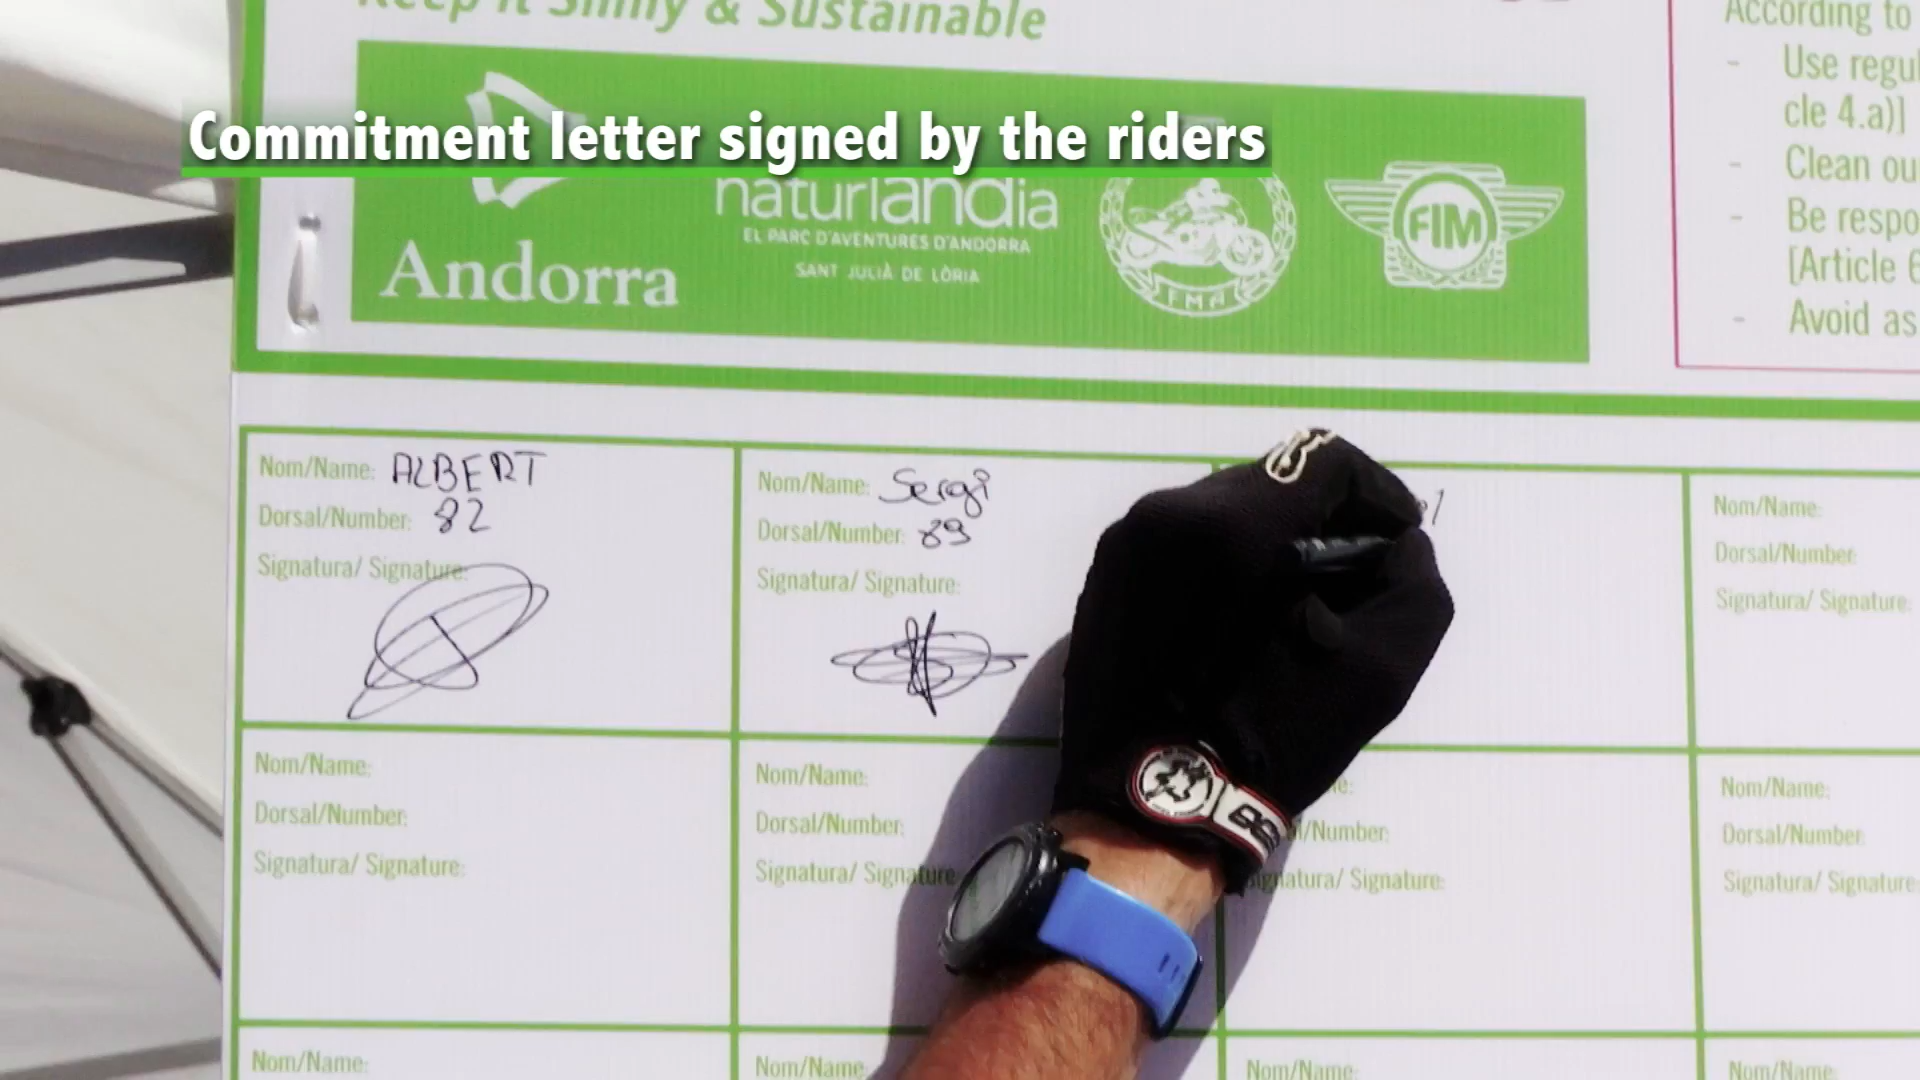 Keep it Shiny & Sustainable
Commitment letter signed by the riders
Andorra
naturlandia
EL PARC D'AVENTURES D'ANDORRA
SANT JULIÀ DE LÒRIA
FMA
FIM
According to
- Use regul
cle 4.a)]
- Clean ou
- Be respo
[Article 6
- Avoid as
Nom/Name: ALBERT
Dorsal/Number: 82
Signatura/ Signature:
Nom/Name: Sergi
Dorsal/Number: 89
Signatura/ Signature:
el
Nom/Name:
Dorsal/Number:
Signatura/ Signature:
Nom/Name:
Dorsal/Number:
Signatura/ Signature:
Nom/Name:
Dorsal/Number:
Signatura/ Signature
me:
l/Number:
Signatura/ Signature:
Nom/Name:
Dorsal/Number:
Signatura/ Signature:
Nom/Name:
Nom/Name:
Nom/Name:
Nom/Name: